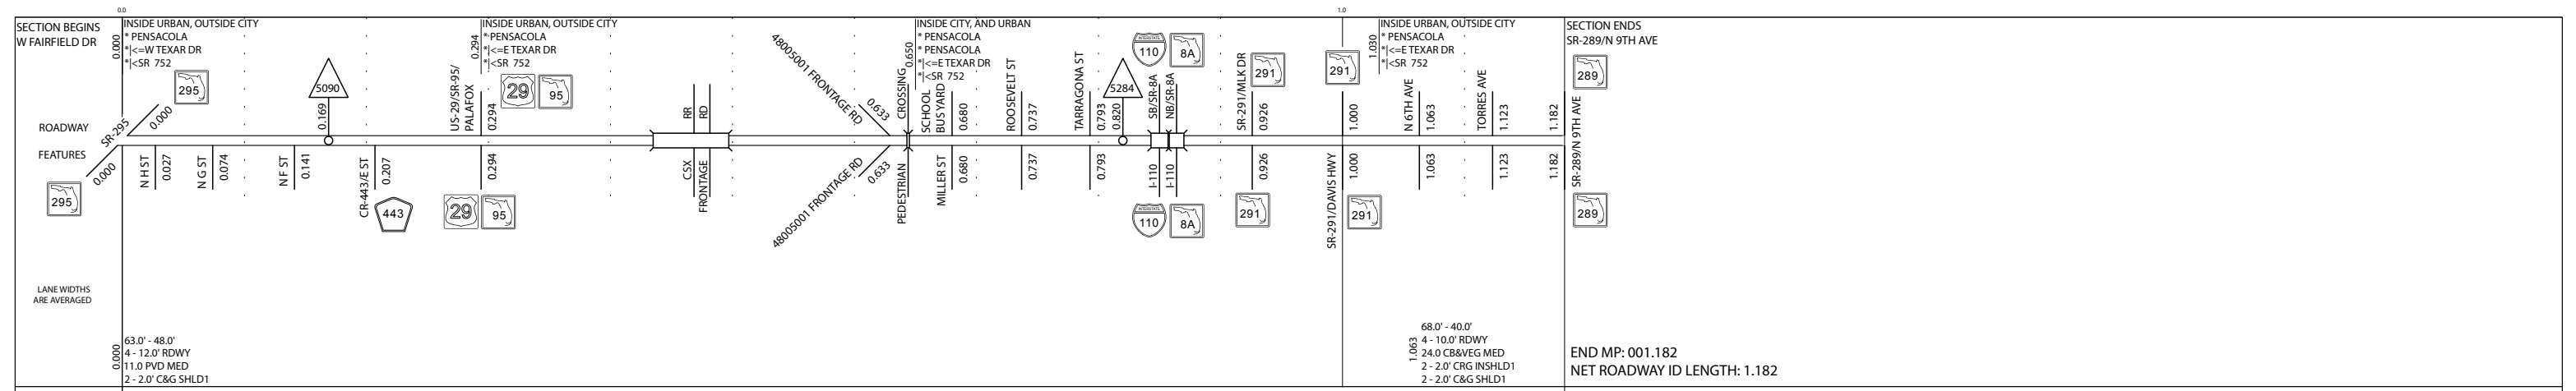 0.0
1.0
SECTION BEGINS
W FAIRFIELD DR
0.000
INSIDE URBAN, OUTSIDE CITY
* PENSACOLA
*|<=W TEXAR DR
*|<SR 752
0.294
INSIDE URBAN, OUTSIDE CITY
* PENSACOLA
*|<=E TEXAR DR
*|<SR 752
0.650
INSIDE CITY, AND URBAN
* PENSACOLA
* PENSACOLA
*|<=E TEXAR DR
*|<SR 752
1.030
INSIDE URBAN, OUTSIDE CITY
* PENSACOLA
*|<=E TEXAR DR
*|<SR 752
SECTION ENDS
SR-289/N 9TH AVE
ROADWAY
FEATURES
295
SR-295
0.000
5090
0.169
US-29/SR-95/
PALAFOX
0.294
29
95
RR
RD
48005001 FRONTAGE RD
0.633
CROSSING
SCHOOL
BUS YARD
0.680
ROOSEVELT ST
0.737
TARRAGONA ST
0.793
5284
0.820
110
8A
SB/SR-8A
NB/SR-8A
SR-291/MLK DR
0.926
291
291
1.000
N 6TH AVE
1.063
TORRES AVE
1.123
1.182
289
SR-289/N 9TH AVE
0.000
295
N H ST
0.027
N G ST
0.074
N F ST
0.141
CR-443/E ST
0.207
443
0.294
29
95
CSX
FRONTAGE
48005001 FRONTAGE RD
0.633
PEDESTRIAN
MILLER ST
0.680
0.737
0.793
I-110
I-110
110
8A
0.926
291
SR-291/DAVIS HWY
1.000
291
1.063
1.123
1.182
289
LANE WIDTHS
ARE AVERAGED
0.000
63.0' - 48.0'
4 - 12.0' RDWY
11.0 PVD MED
2 - 2.0' C&G SHLD1
1.063
68.0' - 40.0'
4 - 10.0' RDWY
24.0 CB&VEG MED
2 - 2.0' CRG INSHLD1
2 - 2.0' C&G SHLD1
END MP: 001.182
NET ROADWAY ID LENGTH: 1.182